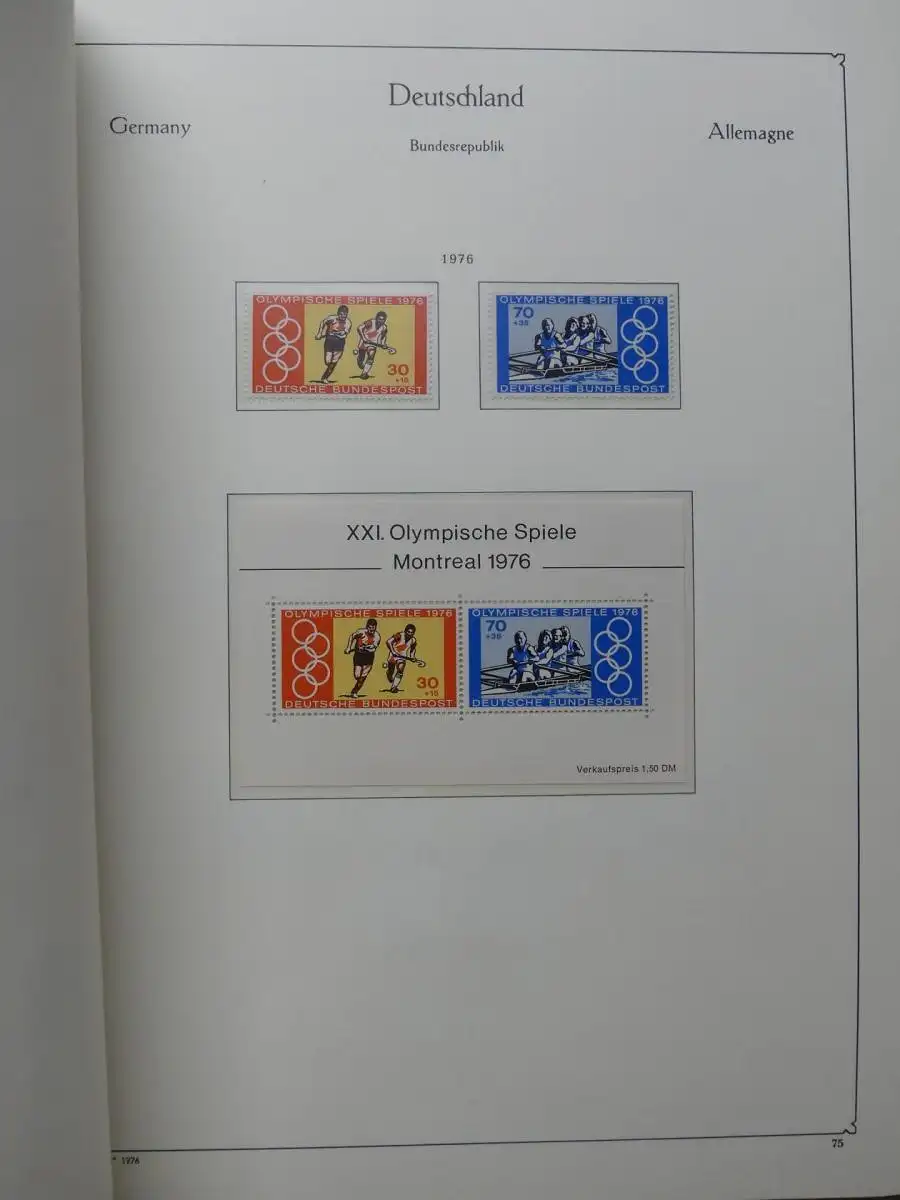 Deutschland
Germany
Allemagne
Bundesrepublik
1976
OLYMPISCHE SPIELE 1976
30
+15
DEUTSCHE BUNDESPOST
OLYMPISCHE SPIELE 1976
70
+35
DEUTSCHE BUNDESPOST
XXI. Olympische Spiele
Montreal 1976
OLYMPISCHE SPIELE 1976
30
+15
DEUTSCHE BUNDESPOST
OLYMPISCHE SPIELE 1976
70
+35
DEUTSCHE BUNDESPOST
Verkaufspreis 1,50 DM
75
* 1976